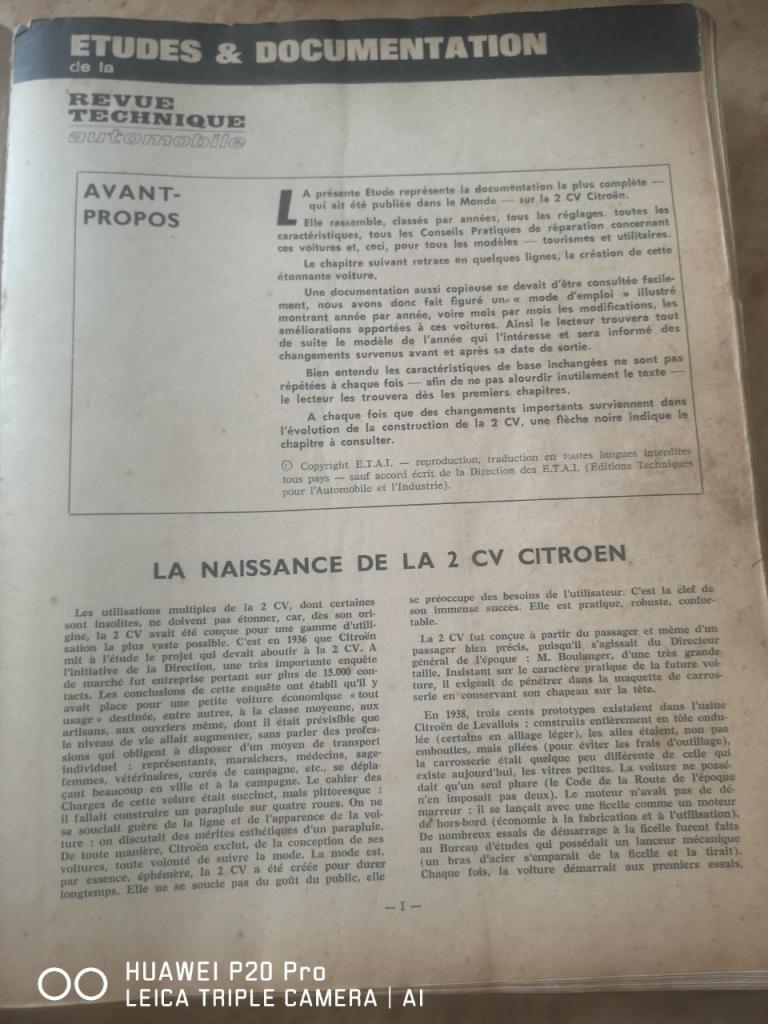 ETUDES & DOCUMENTATION
de la
REVUE
TECHNIQUE
automobile
AVANT-
PROPOS
LA présente Etude représente la documentation la plus complète —
qui ait été publiée dans le Monde — sur la 2 CV Citroën.
Elle rassemble, classés par années, tous les réglages. toutes les
caractéristiques, tous les Conseils Pratiques de réparation concernant
ces voitures et, ceci, pour tous les modèles — tourismes et utilitaires.
Le chapitre suivant retrace en quelques lignes, la création de cette
étonnante voiture.
Une documentation aussi copieuse se devait d'être consultée facile-
ment, nous avons donc fait figuré un « mode d'emploi » illustré
montrant année par année, voire mois par mois les modifications, les
améliorations apportées à ces voitures. Ainsi le lecteur trouvera tout
de suite le modèle de l'année qui l'intéresse et sera informé des
changements survenus avant et après sa date de sortie.
Bien entendu les caractéristiques de base inchangées ne sont pas
répétées à chaque fois — afin de ne pas alourdir inutilement le texte —
le lecteur les trouvera dès les premiers chapitres.
A chaque fois que des changements importants surviennent dans
l'évolution de la construction de la 2 CV, une flèche noire indique le
chapitre à consulter.
© Copyright E.T.A.I. — reproduction, traduction en toutes langues interdites
tous pays — sauf accord écrit de la Direction des E.T.A.I. (Editions Techniques
pour l'Automobile et l'Industrie).
LA NAISSANCE DE LA 2 CV CITROEN
Les utilisations multiples de la 2 CV, dont certaines
sont insolites, ne doivent pas étonner, car, dès son ori-
gine, la 2 CV avait été conçue pour une gamme d'utili-
sation la plus vaste possible. C'est en 1936 que Citroën
mit à l'étude le projet qui devait aboutir à la 2 CV. A
l'initiative de la Direction, une très importante enquête
de marché fut entreprise portant sur plus de 15.000 con-
tacts. Les conclusions de cette enquête ont établi qu'il y
avait place pour une petite voiture économique « tout
usage » destinée, entre autres, à la classe moyenne, aux
artisans, aux ouvriers même, dont il était prévisible que
le niveau de vie allait augmenter, sans parler des profes-
sions qui obligent à disposer d'un moyen de transport
individuel : représentants, maraichers, médecins, sage-
femmes, vétérinaires, curés de campagne, etc., se dépla-
çant beaucoup en ville et à la campagne. Le cahier des
Charges de cette volure était succinct, mais pittoresque :
il fallait construire un parapluie sur quatre roues. On ne
se souciait guère de la ligne et de l'apparence de la voi-
ture : on discutait des mérites esthétiques d'un parapluie.
De toute manière, Citroën exclut, de la conception de ses
voitures, toute volonté de suivre la mode. La mode est,
par essence, éphémère, la 2 CV a été créée pour durer
longtemps. Elle ne se soucie pas du goût du public, elle
se préoccupe des besoins de l'utilisateur. C'est la clef de
son immense succès. Elle est pratique, robuste, confor-
table.
La 2 CV fut conçue à partir du passager et même d'un
passager bien précis, puisqu'il s'agissait du Directeur
général de l'époque : M. Boulanger, d'une très grande
taille. Insistant sur le caractère pratique de la future voi-
ture, il exigeait de pénétrer dans la maquette de carros-
serie en conservant son chapeau sur la tête.
En 1938, trois cents prototypes existaient dans l'usine
Citroën de Levallois : construits entièrement en tôle ondu-
lée (certains en alliage léger), les ailes étaient, non pas
embouties, mais pliées (pour éviter les frais d'outillage),
la carrosserie était quelque peu différente de celle qui
existe aujourd'hui, les vitres petites. La voiture ne possé-
dait qu'un seul phare (le Code de la Route de l'époque
n'en imposait pas deux). Le moteur n'avait pas de dé-
marreur : il se lançait avec une ficelle comme un moteur
de hors-bord (économie à la fabrication et à l'utilisation).
De nombreux essais de démarrage à la ficelle furent faits
au Bureau d'études qui possédait un lanceur mécanique
(un bras d'acier s'emparait de la ficelle et la tirait).
Chaque fois, la voiture démarrait aux premiers essais.
— I —
HUAWEI P20 Pro
LEICA TRIPLE CAMERA | AI